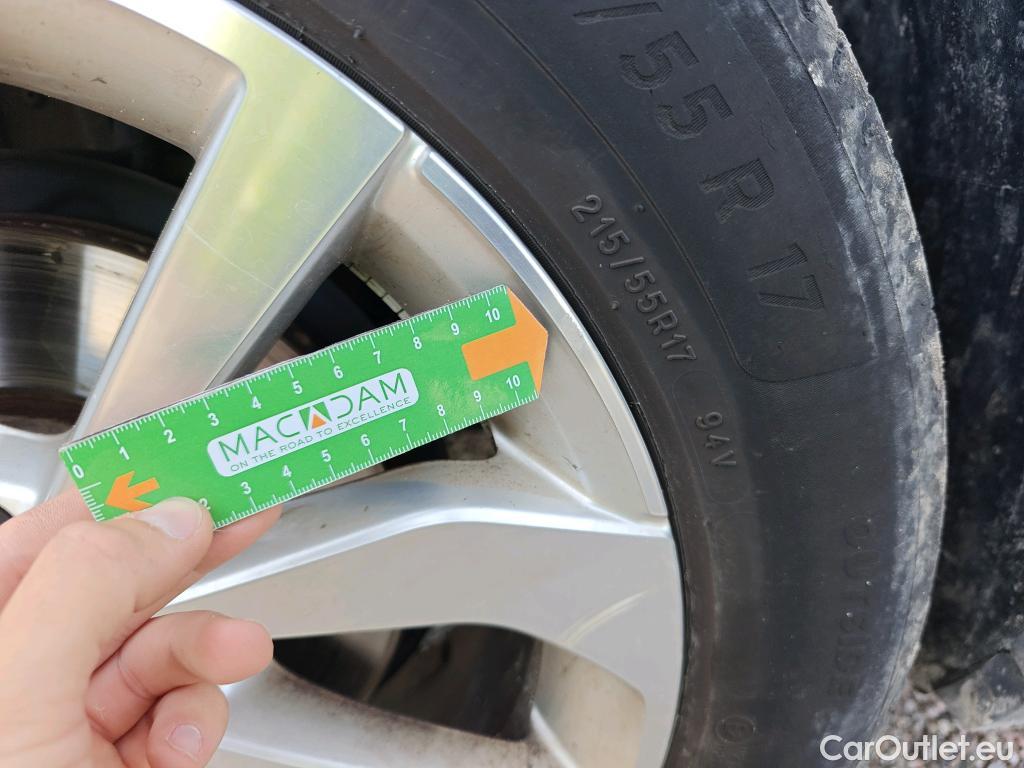 /55 R 17
215/55R17 94V
OUTSIDE
0 1 2 3 4 5 6 7 8 9 10
MACADAM
ON THE ROAD TO EXCELLENCE
2 3 4 5 6 7 8 9 10
CarOutlet.eu